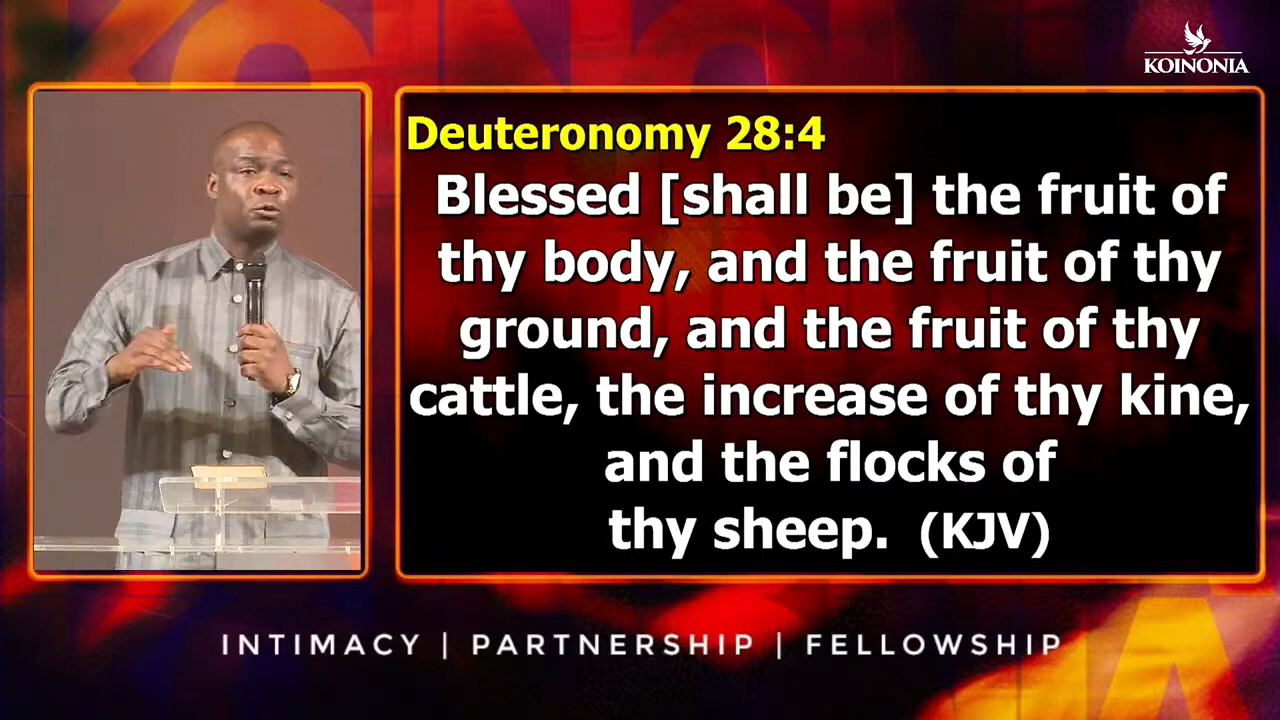 KOINONIA
Deuteronomy 28:4
Blessed [shall be] the fruit of
thy body, and the fruit of thy
ground, and the fruit of thy
cattle, the increase of thy kine,
and the flocks of
thy sheep. (KJV)
INTIMACY | PARTNERSHIP | FELLOWSHIP